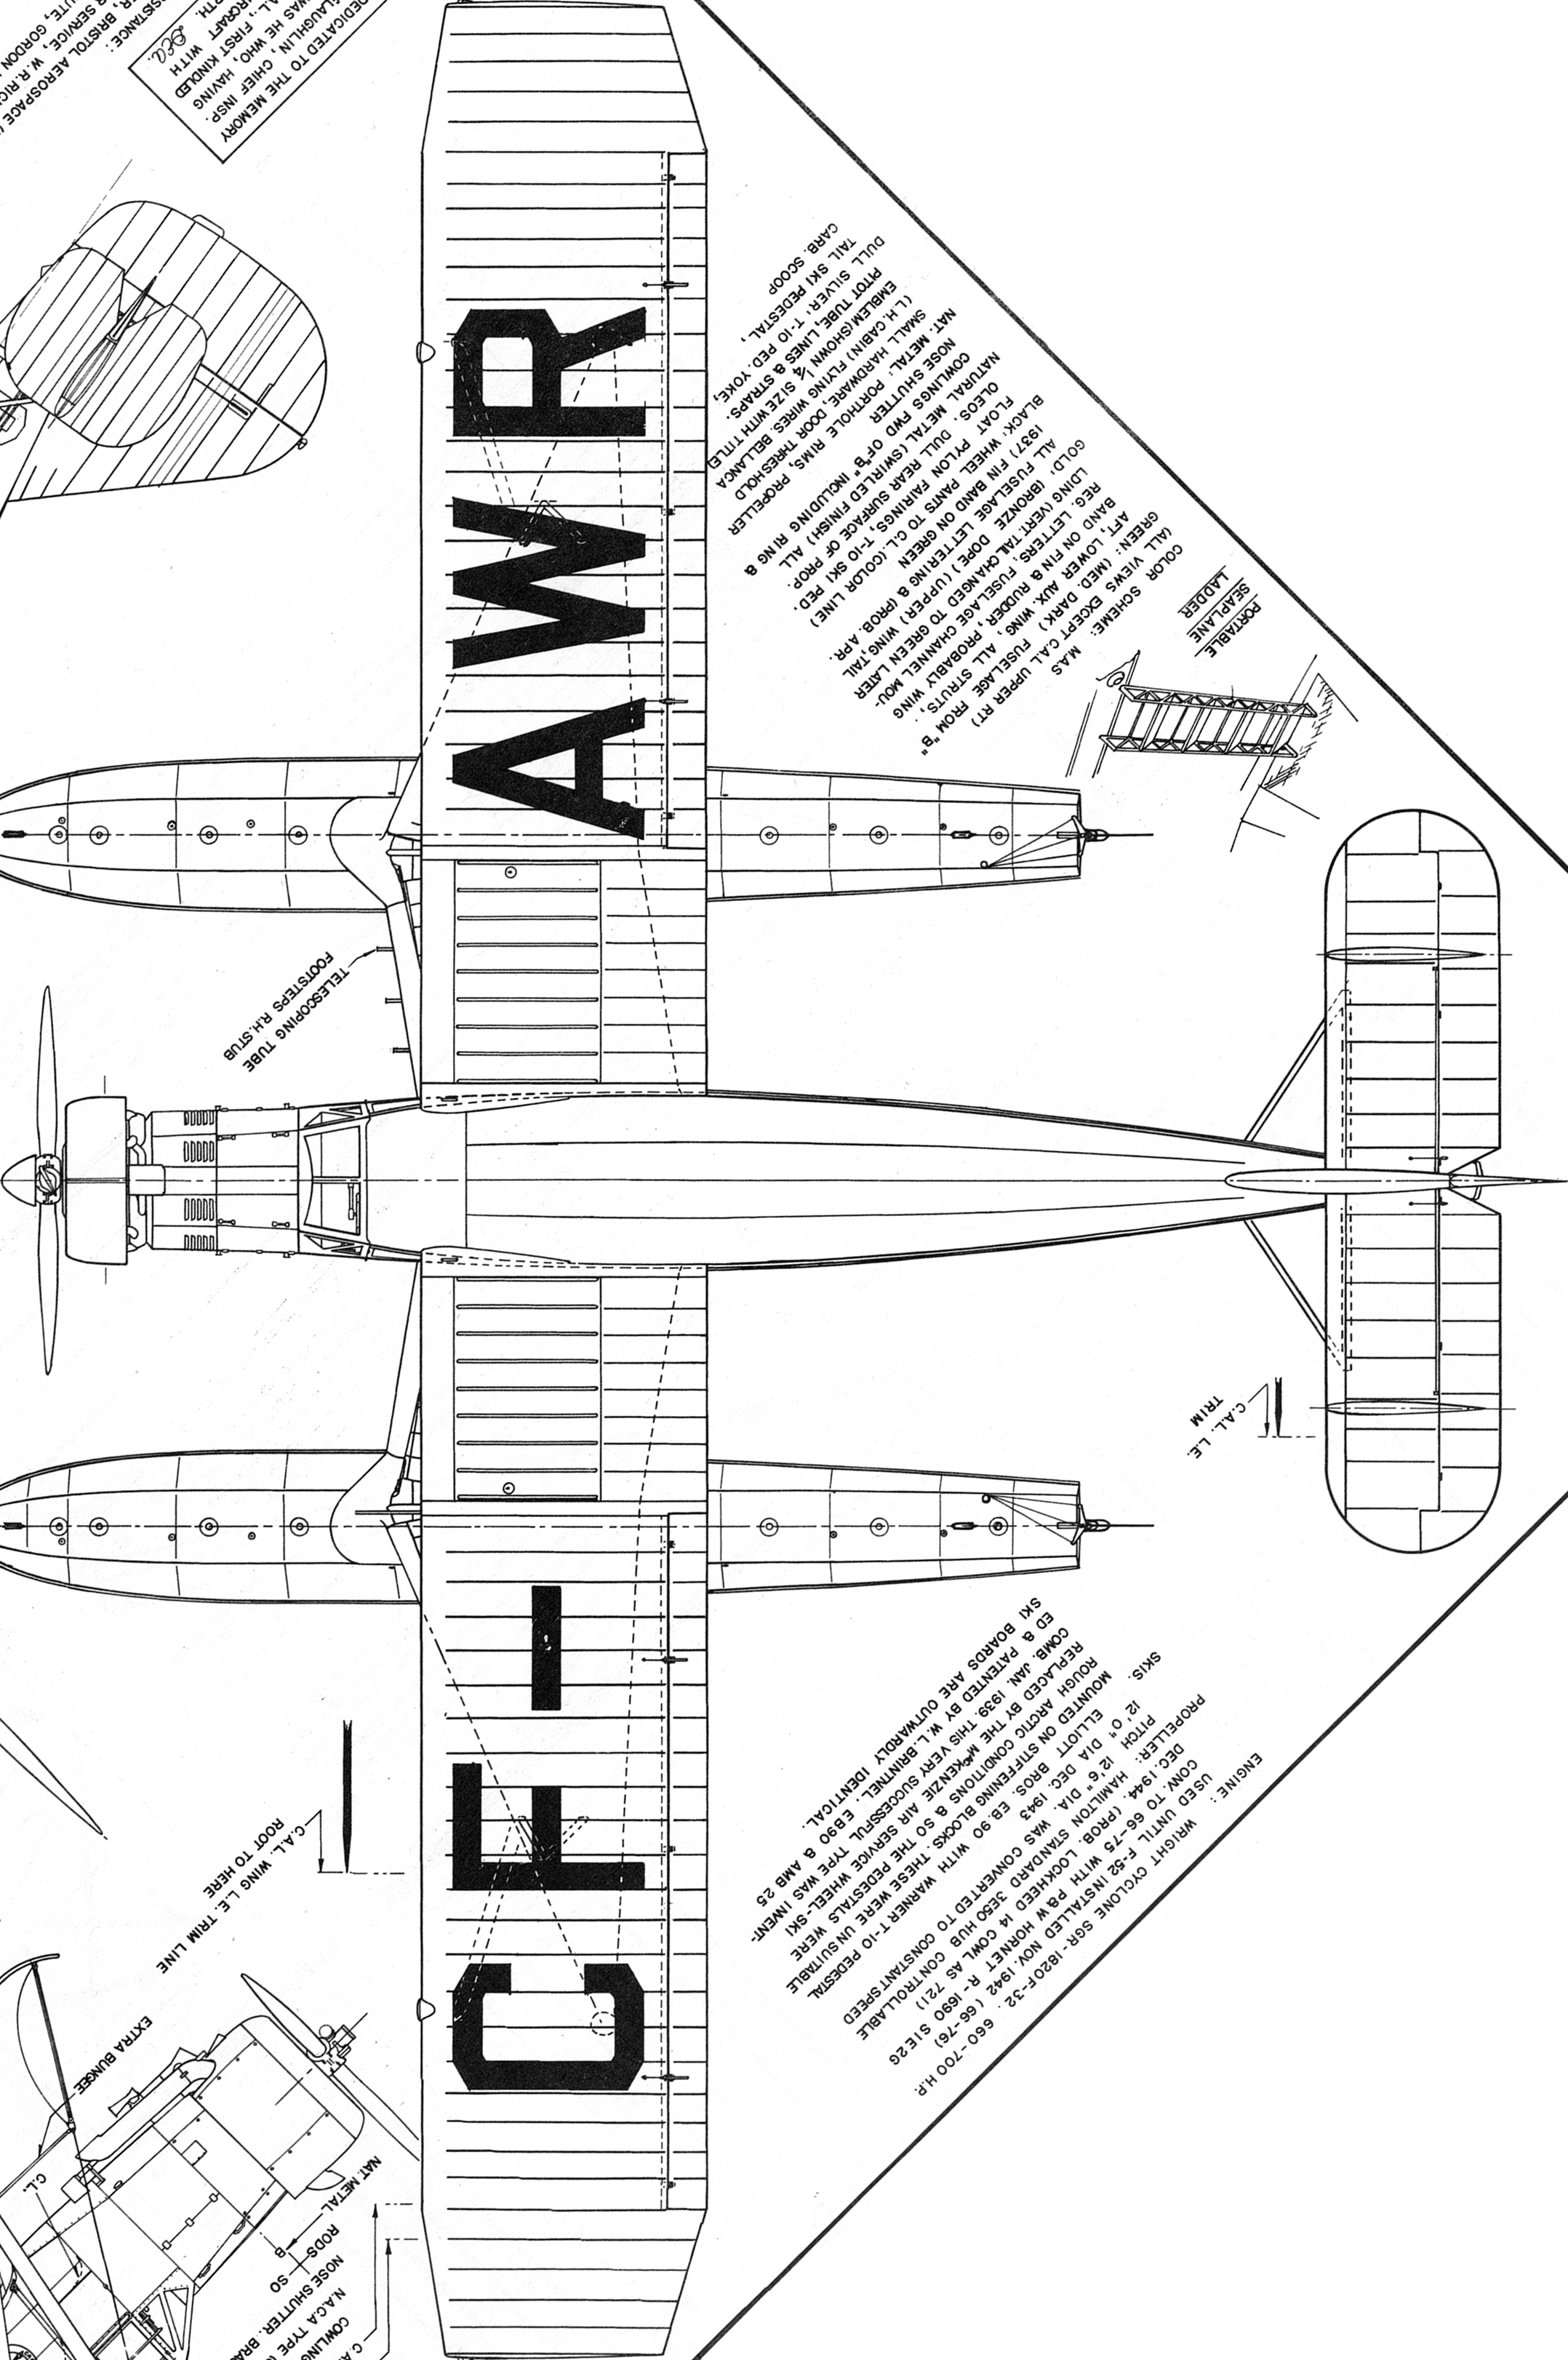 CF-AWR
DEDICATED TO THE MEMORY
LAUGHLIN, CHIEF INSP.
WAS HE WHO, HAVING
FIRST KINDLED
WITH
SISTANCE:
BRISTOL AEROSPACE
R SERVICE, W.R.RIC
UTE, GORDON
TELESCOPING TUBE
FOOTSTEPS R.H. STUB
PORTABLE
SEAPLANE
LADDER
COLOR SCHEME: M.A.S
(ALL VIEWS EXCEPT C.A.L UPPER RT)
GREEN: (MED. DARK) FUSELAGE FROM "B"
AFT, LOWER AUX. WING, ALL STRUTS,
BAND ON FIN & RUDDER, PROBABLY WING
REG. LETTERS, FUSELAGE CHANNEL MOU-
LDING (VERT. TAIL CHANGED TO GREEN LATER
GOLD: (BRONZE DOPE) (UPPER) WING, TAIL
ALL FUSELAGE LETTERING & (PROB. APR.
1937) FIN BAND ON GREEN
BLACK: WHEEL PANTS TO C.L. (COLOR LINE)
FLOAT PYLON FAIRINGS, T-10 SKI PED.
OLEOS. DULL REAR SURFACE OF PROP.
NATURAL METAL (SWIRLED FINISH) ALL
COWLINGS FWD OF "B" INCLUDING RING &
NOSE SHUTTER
NAT. METAL: PORTHOLE RIMS, PROPELLER
SMALL HARDWARE, DOOR THRESHOLD
(L.H. CABIN) FLYING WIRES. BELLANCA
EMBLEM (SHOWN ¼ SIZE WITH TITLE)
PITOT TUBE, LINES & STRAPS.
DULL SILVER: T-10 PED. YOKE,
TAIL SKI PEDESTAL,
CARB. SCOOP
C.A.L. L.E.
TRIM
ENGINE:
WRIGHT CYCLONE SGR-1820F-32. 660-700 H.P.
USED UNTIL F-52 INSTALLED NOV. 1942 (66-76)
CONV. TO 66-75 WITH P&W HORNET R-1690 S1E2G
DEC. 1944. (PROB. LOCKHEED 14 COWL AS 721)
PROPELLER: HAMILTON STANDARD 3E50 HUB CONTROLLABLE
PITCH 12'6" DIA. WAS CONVERTED TO CONSTANT SPEED
12'0" DIA DEC. 1943
SKIS: ELLIOTT BROS. EB.90 WITH WARNER T-10 PEDESTAL
MOUNTED ON STIFFENING BLOCKS. THESE WERE UNSUITABLE
ROUGH ARCTIC CONDITIONS & SO THE PEDESTALS WERE
REPLACED BY THE McKENZIE AIR SERVICE WHEEL-SKI
COMB. JAN. 1939. THIS VERY SUCCESSFUL TYPE WAS INVENT-
ED & PATENTED BY W.L. BRINTNEL. EB90 & AMB 25
SKI BOARDS ARE OUTWARDLY IDENTICAL.
C.A.L. WING L.E. TRIM LINE
ROOT TO HERE
EXTRA BUNGEE
C.L.
NAT. METAL
B
RODS SO
NOSE SHUTTER. BRA
N.A.C.A TYPE
COWLING